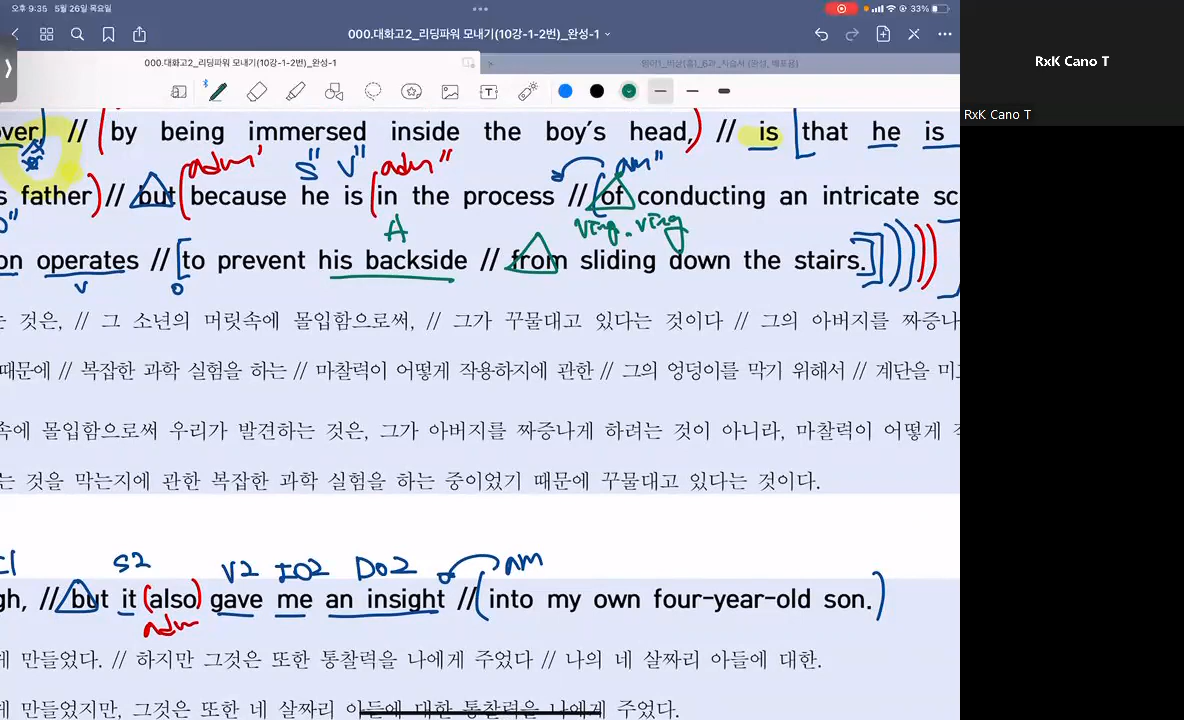 오후 9:35 5월 26일 목요일
33%
000.대화고2_리딩파워 모내기(10강-1-2번)_완성-1
000.대화고2_리딩파워 모내기(10강-1-2번)_완성-1
RxK Cano T
RxK Cano T
over) // (by being immersed inside the boy's head,) // is [that he is
adm' S" V" adm" am"
s father) // but (because he is (in the process // (of conducting an intricate sc
A ving. ving
on operates // [to prevent his backside // from sliding down the stairs.]))))]
v o
는 것은, // 그 소년의 머릿속에 몰입함으로써, // 그가 꾸물대고 있다는 것이다 // 그의 아버지를 짜증나
때문에 // 복잡한 과학 실험을 하는 // 마찰력이 어떻게 작용하지에 관한 // 그의 엉덩이를 막기 위해서 // 계단을 미
속에 몰입함으로써 우리가 발견하는 것은, 그가 아버지를 짜증나게 하려는 것이 아니라, 마찰력이 어떻게
는 것을 막는지에 관한 복잡한 과학 실험을 하는 중이었기 때문에 꾸물대고 있다는 것이다.
S2 V2 IO2 DO2 am
gh, // but it (also) gave me an insight // (into my own four-year-old son.)
adm
게 만들었다. // 하지만 그것은 또한 통찰력을 나에게 주었다 // 나의 네 살짜리 아들에 대한.
게 만들었지만, 그것은 또한 네 살짜리 아들에 대한 통찰력을 나에게 주었다.